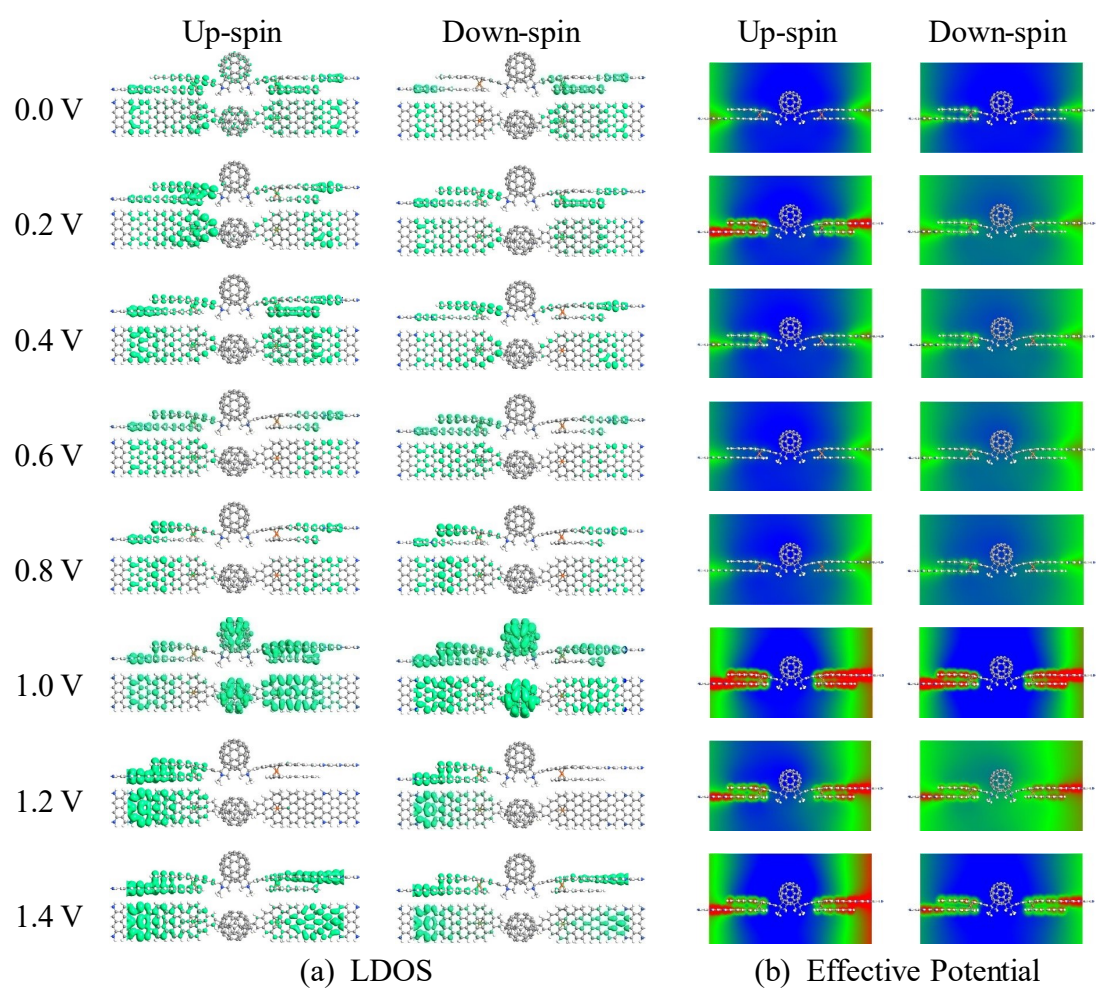 Up-spin Down-spin Up-spin Down-spin
0.0 V
0.2 V
0.4 V
0.6 V
0.8 V
1.0 V
1.2 V
1.4 V
(a) LDOS (b) Effective Potential